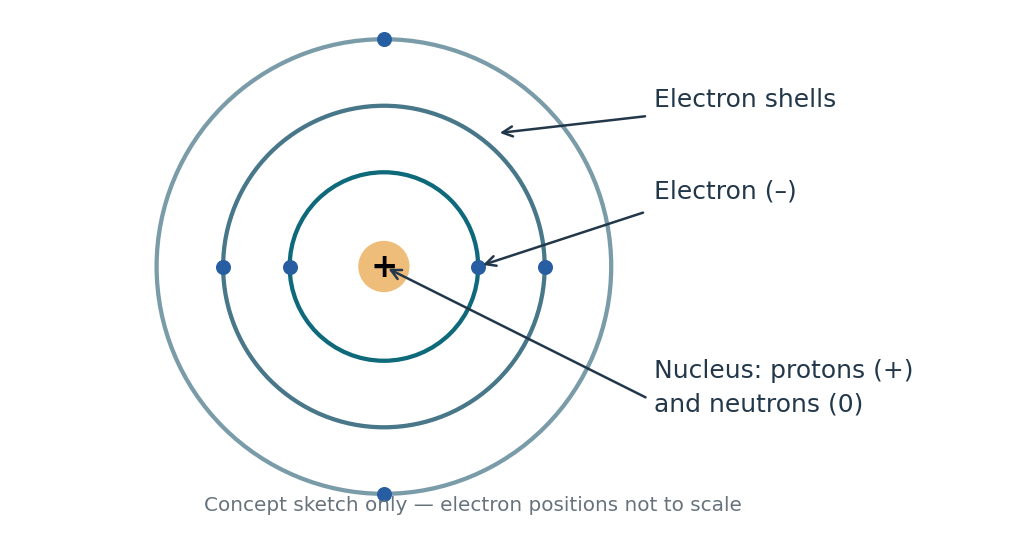 Electron shells
Electron (–)
+
Nucleus: protons (+)
and neutrons (0)
Concept sketch only — electron positions not to scale